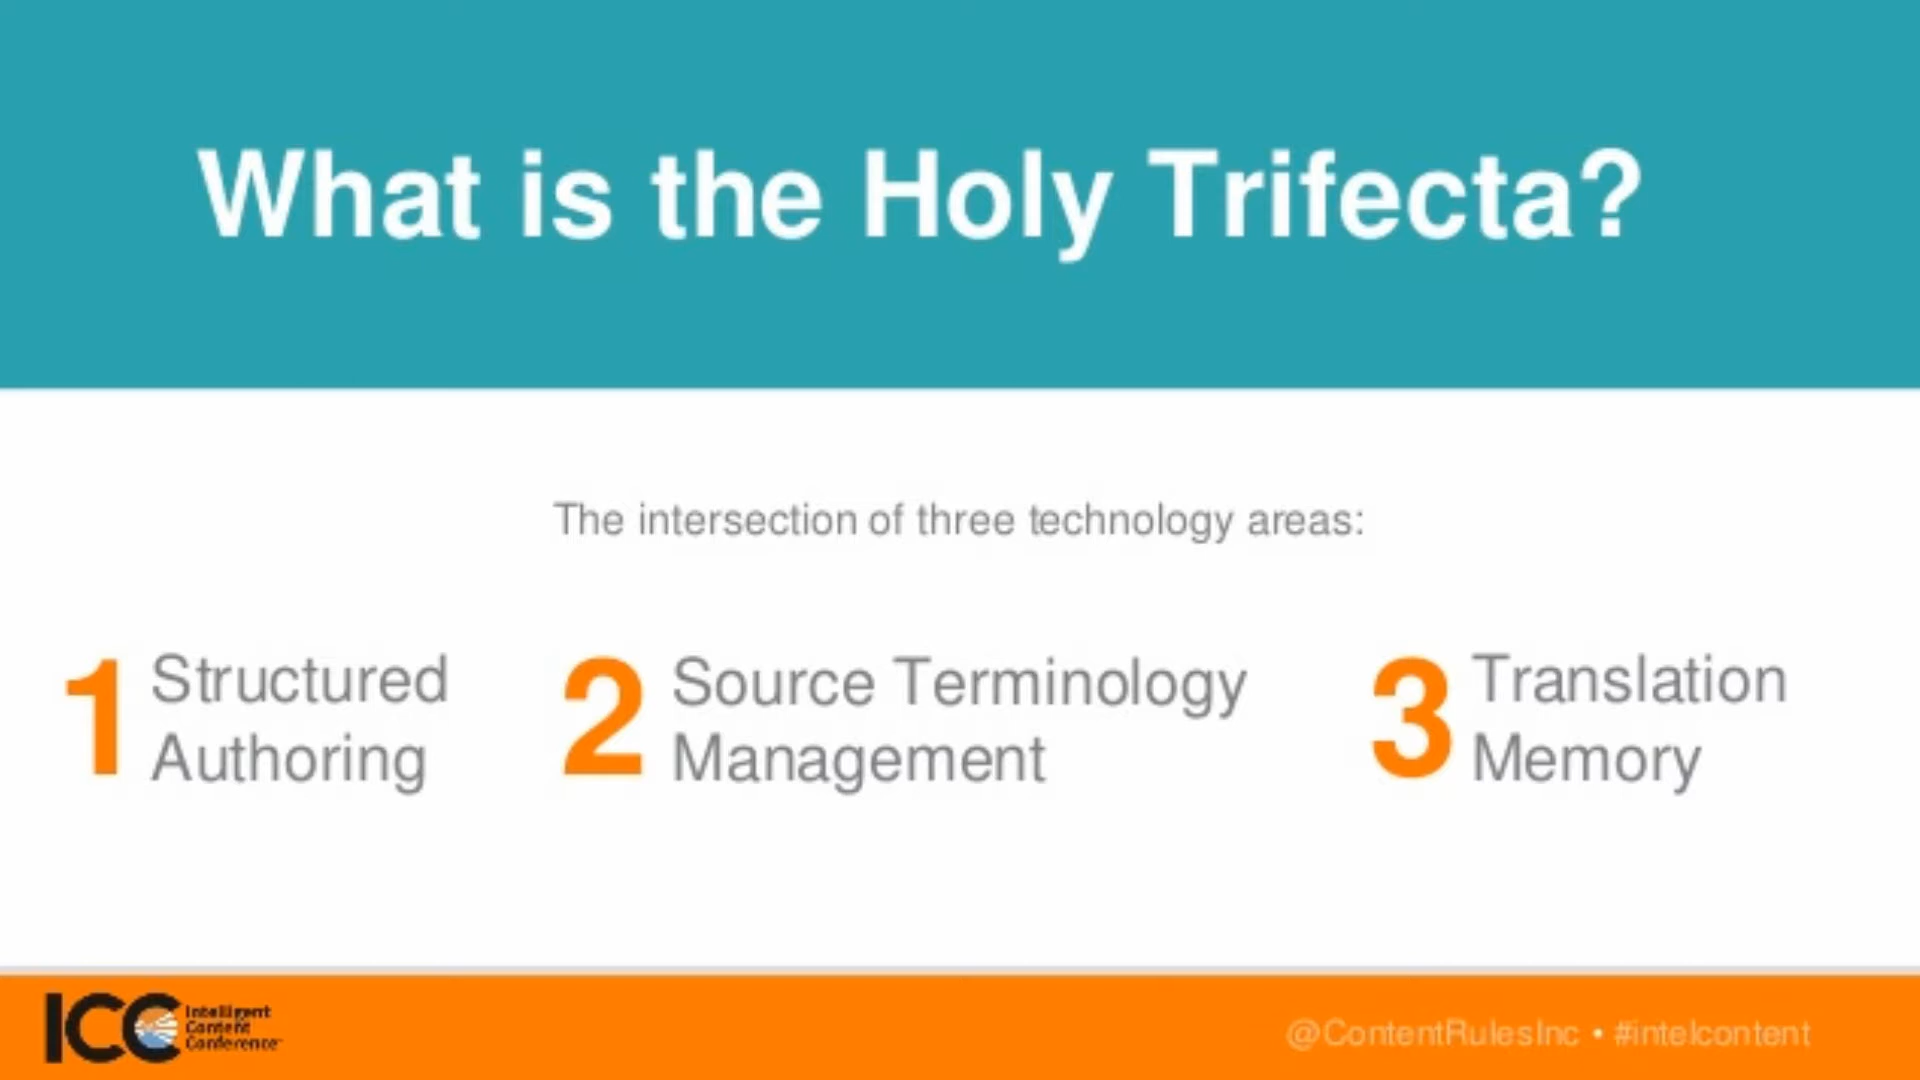 What is the Holy Trifecta?
The intersection of three technology areas:
1 Structured
Authoring
2 Source Terminology
Management
3 Translation
Memory
ICC Intelligent
Content
Conference
@ContentRulesInc • #intelcontent